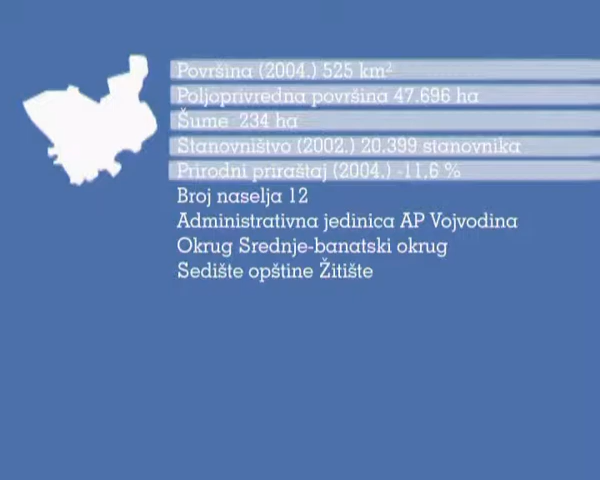 Površina (2004.) 525 km²
Poljoprivredna površina 47.696 ha
Šume 234 ha
Stanovništvo (2002.) 20.399 stanovnika
Prirodni priraštaj (2004.) -11,6 %
Broj naselja 12
Administrativna jedinica AP Vojvodina
Okrug Srednje-banatski okrug
Sedište opštine Žitište